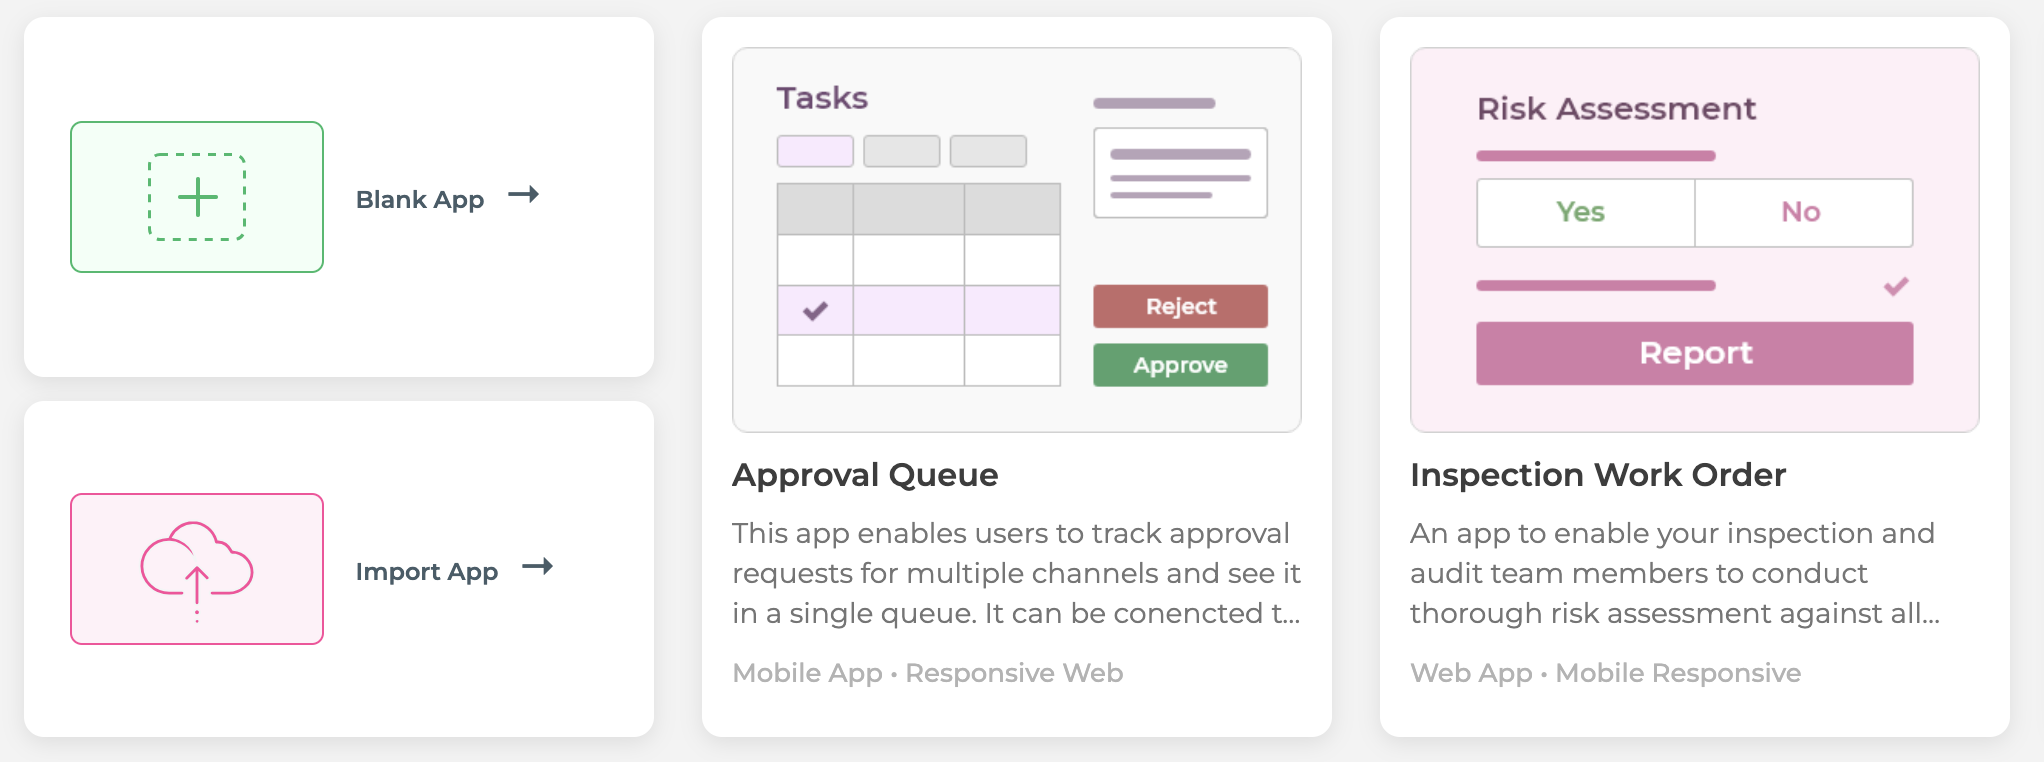 Blank App
Import App
Tasks
Reject
Approve
Approval Queue
This app enables users to track approval
requests for multiple channels and see it
in a single queue. It can be conencted t...
Mobile App • Responsive Web
Risk Assessment
Yes
No
Report
Inspection Work Order
An app to enable your inspection and
audit team members to conduct
thorough risk assessment against all...
Web App • Mobile Responsive